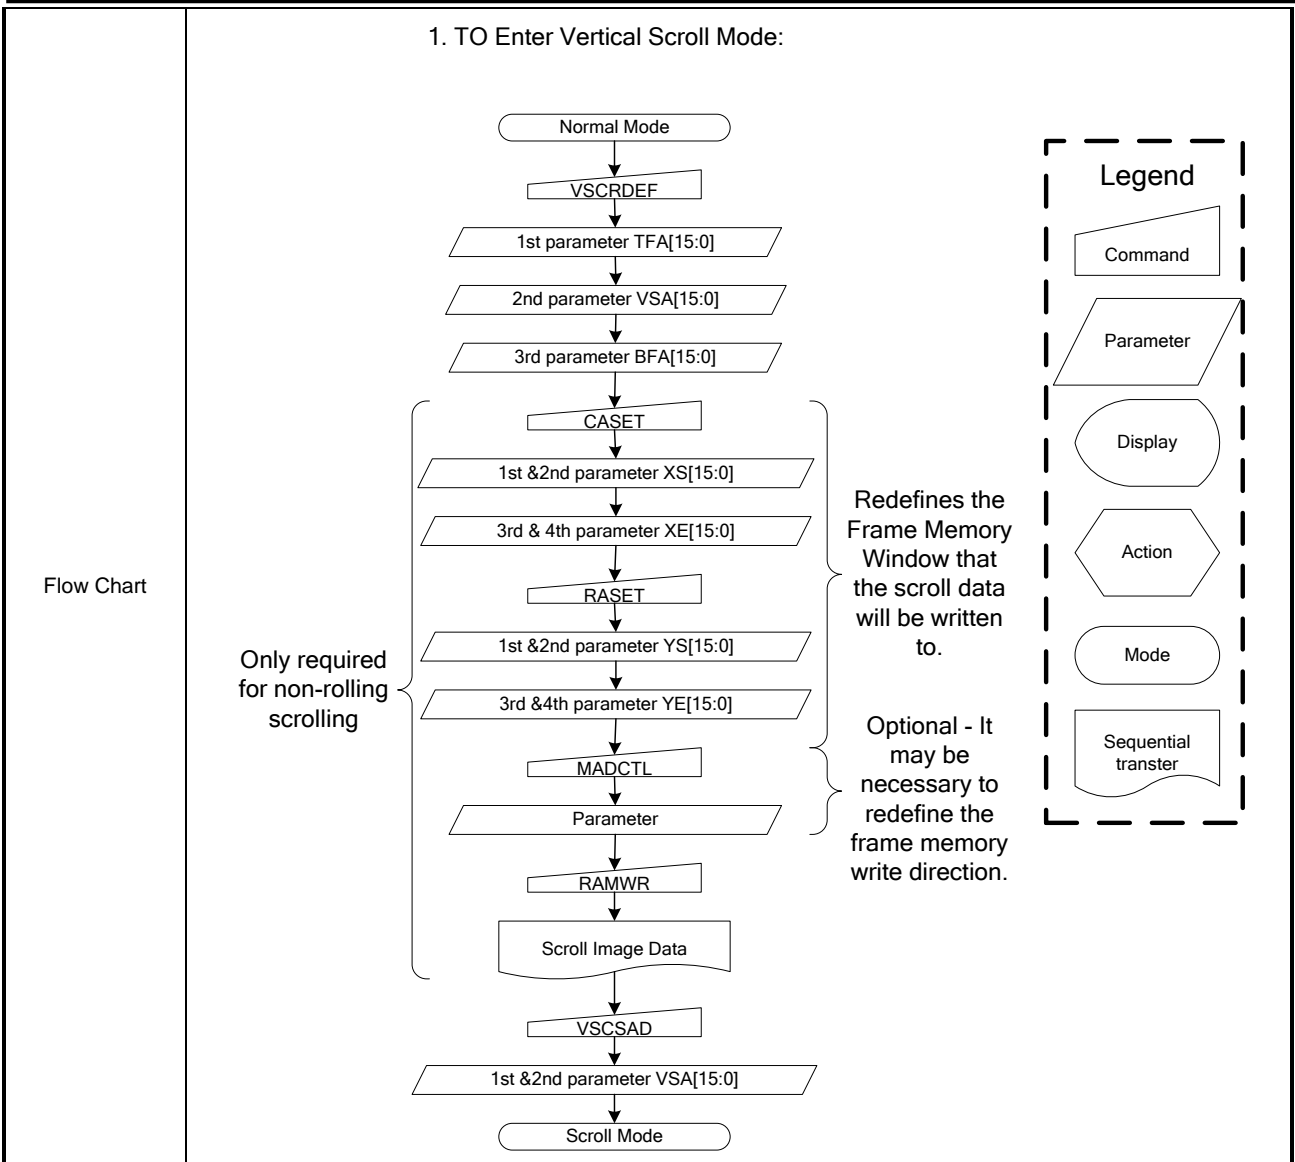 1. TO Enter Vertical Scroll Mode:
Normal Mode
VSCRDEF
1st parameter TFA[15:0]
2nd parameter VSA[15:0]
3rd parameter BFA[15:0]
CASET
1st &2nd parameter XS[15:0]
3rd & 4th parameter XE[15:0]
RASET
1st &2nd parameter YS[15:0]
3rd &4th parameter YE[15:0]
MADCTL
Parameter
RAMWR
Scroll Image Data
VSCSAD
1st &2nd parameter VSA[15:0]
Scroll Mode
Flow Chart
Only required
for non-rolling
scrolling
Redefines the
Frame Memory
Window that
the scroll data
will be written
to.
Optional - It
may be
necessary to
redefine the
frame memory
write direction.
Legend
Command
Parameter
Display
Action
Mode
Sequential
transter